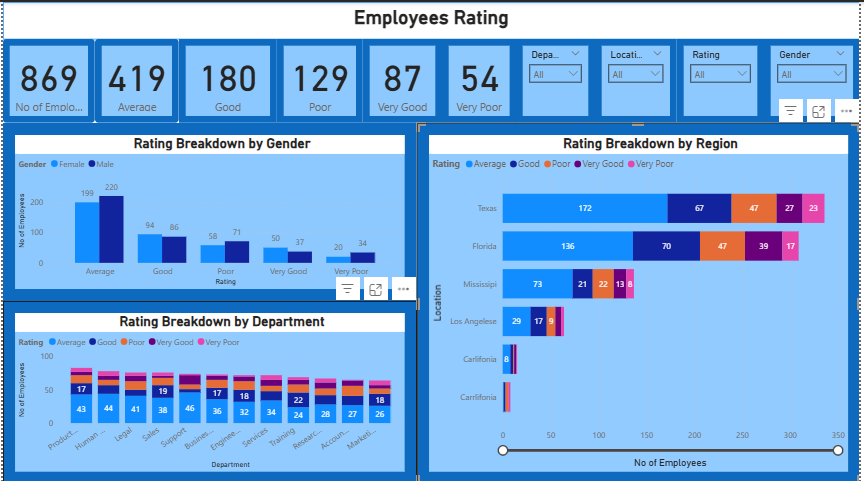 Employees Rating
869
No of Emplo...
419
Average
180
Good
129
Poor
87
Very Good
54
Very Poor
Depa...
All
Locati...
All
Rating
All
Gender
All
Rating Breakdown by Gender
Gender Female Male
No of Employees
200
100
0
199 220
94 86
58 71
50 37
20 34
Average Good Poor Very Good Very Poor
Rating
Rating Breakdown by Department
Rating Average Good Poor Very Good Very Poor
No of Employees
100
50
0
17 19 17 18 22 18
43 44 41 38 46 36 32 34 24 28 27 26
Product... Human ... Legal Sales Support Busines... Enginee... Services Training Researc... Accoun... Marketi...
Department
Rating Breakdown by Region
Rating Average Good Poor Very Good Very Poor
Location
Texas 172 67 47 27 23
Florida 136 70 47 39 17
Mississipi 73 21 22 13 8
Los Angelese 29 17 9
Carlifonia 8
Carrlifonia
0 50 100 150 200 250 300 350
No of Employees